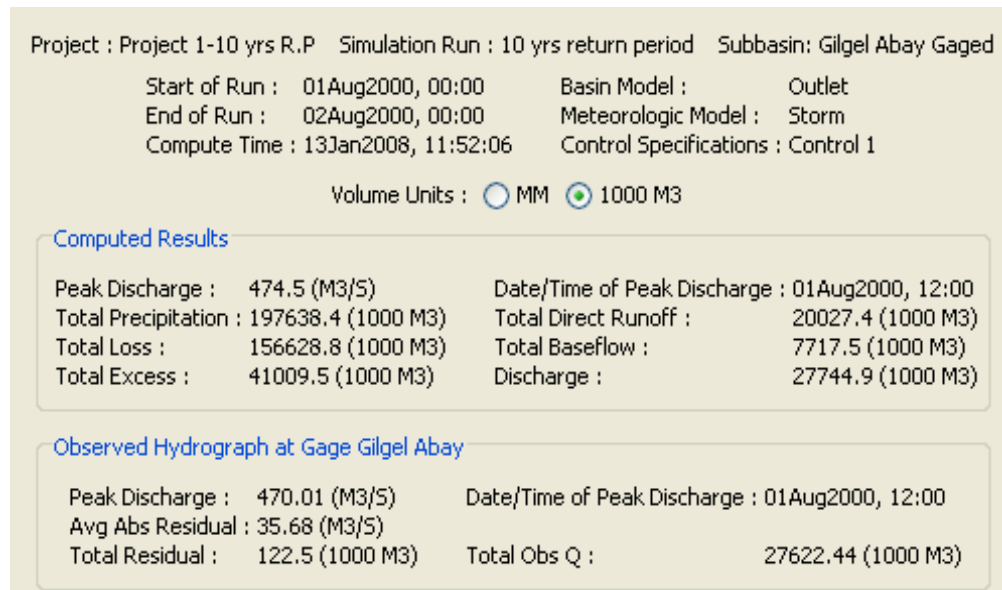 Project : Project 1-10 yrs R.P Simulation Run : 10 yrs return period Subbasin: Gilgel Abay Gaged
Start of Run : 01Aug2000, 00:00 Basin Model : Outlet
End of Run : 02Aug2000, 00:00 Meteorologic Model : Storm
Compute Time : 13Jan2008, 11:52:06 Control Specifications : Control 1
Volume Units : MM 1000 M3
Computed Results
Peak Discharge : 474.5 (M3/S) Date/Time of Peak Discharge : 01Aug2000, 12:00
Total Precipitation : 197638.4 (1000 M3) Total Direct Runoff : 20027.4 (1000 M3)
Total Loss : 156628.8 (1000 M3) Total Baseflow : 7717.5 (1000 M3)
Total Excess : 41009.5 (1000 M3) Discharge : 27744.9 (1000 M3)
Observed Hydrograph at Gage Gilgel Abay
Peak Discharge : 470.01 (M3/S) Date/Time of Peak Discharge : 01Aug2000, 12:00
Avg Abs Residual : 35.68 (M3/S)
Total Residual : 122.5 (1000 M3) Total Obs Q : 27622.44 (1000 M3)